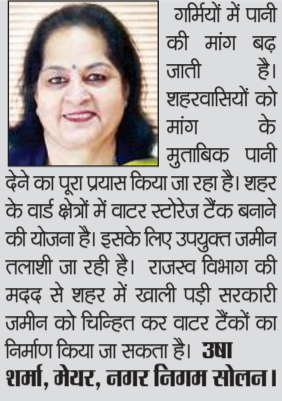 गर्मियों में पानी
की मांग बढ़
जाती है।
शहरवासियों को
मांग के
मुताबिक पानी
देने का पूरा प्रयास किया जा रहा है। शहर
के वार्ड क्षेत्रों में वाटर स्टोरेज टैंक बनाने
की योजना है। इसके लिए उपयुक्त जमीन
तलाशी जा रही है। राजस्व विभाग की
मदद से शहर में खाली पड़ी सरकारी
जमीन को चिन्हित कर वाटर टैंकों का
निर्माण किया जा सकता है। उषा
शर्मा, मेयर, नगर निगम सोलन।